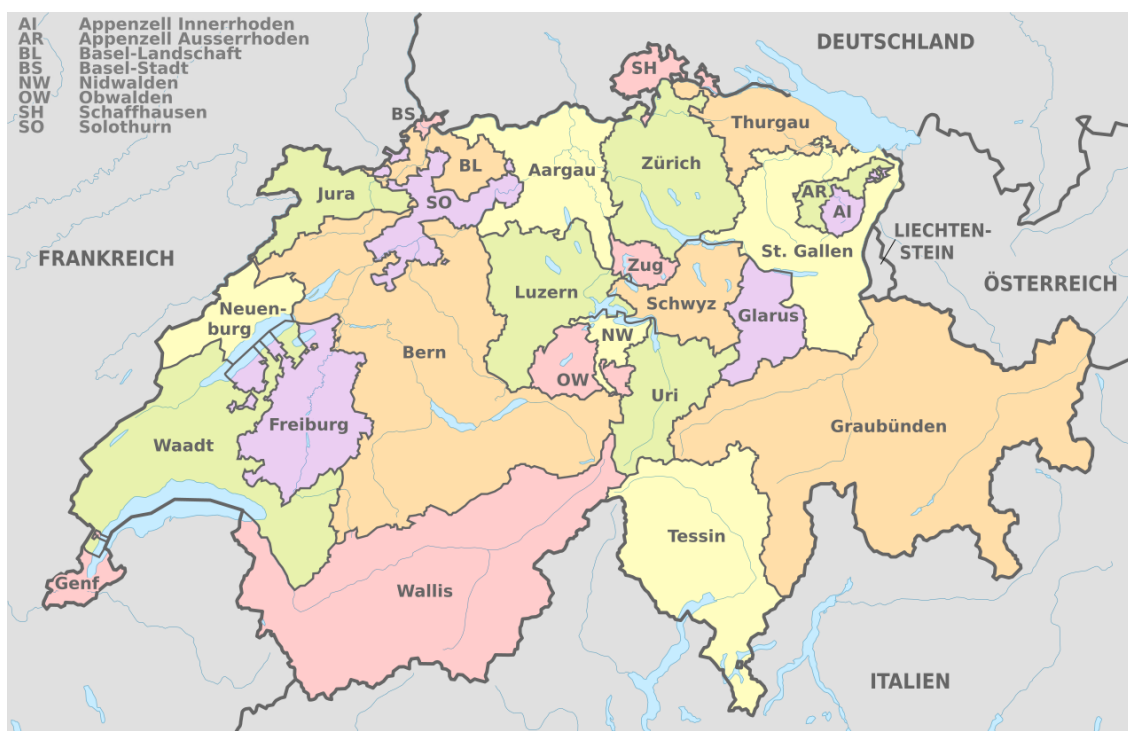 AI Appenzell Innerrhoden
AR Appenzell Ausserrhoden
BL Basel-Landschaft
BS Basel-Stadt
NW Nidwalden
OW Obwalden
SH Schaffhausen
SO Solothurn
DEUTSCHLAND
SH
BS
Thurgau
BL
Aargau
Zürich
Jura
SO
AR
AI
LIECHTEN-
STEIN
St. Gallen
FRANKREICH
Zug
ÖSTERREICH
Luzern
Schwyz
Neuen-
burg
Glarus
NW
Bern
OW
Uri
Freiburg
Graubünden
Waadt
Tessin
Genf
Wallis
ITALIEN